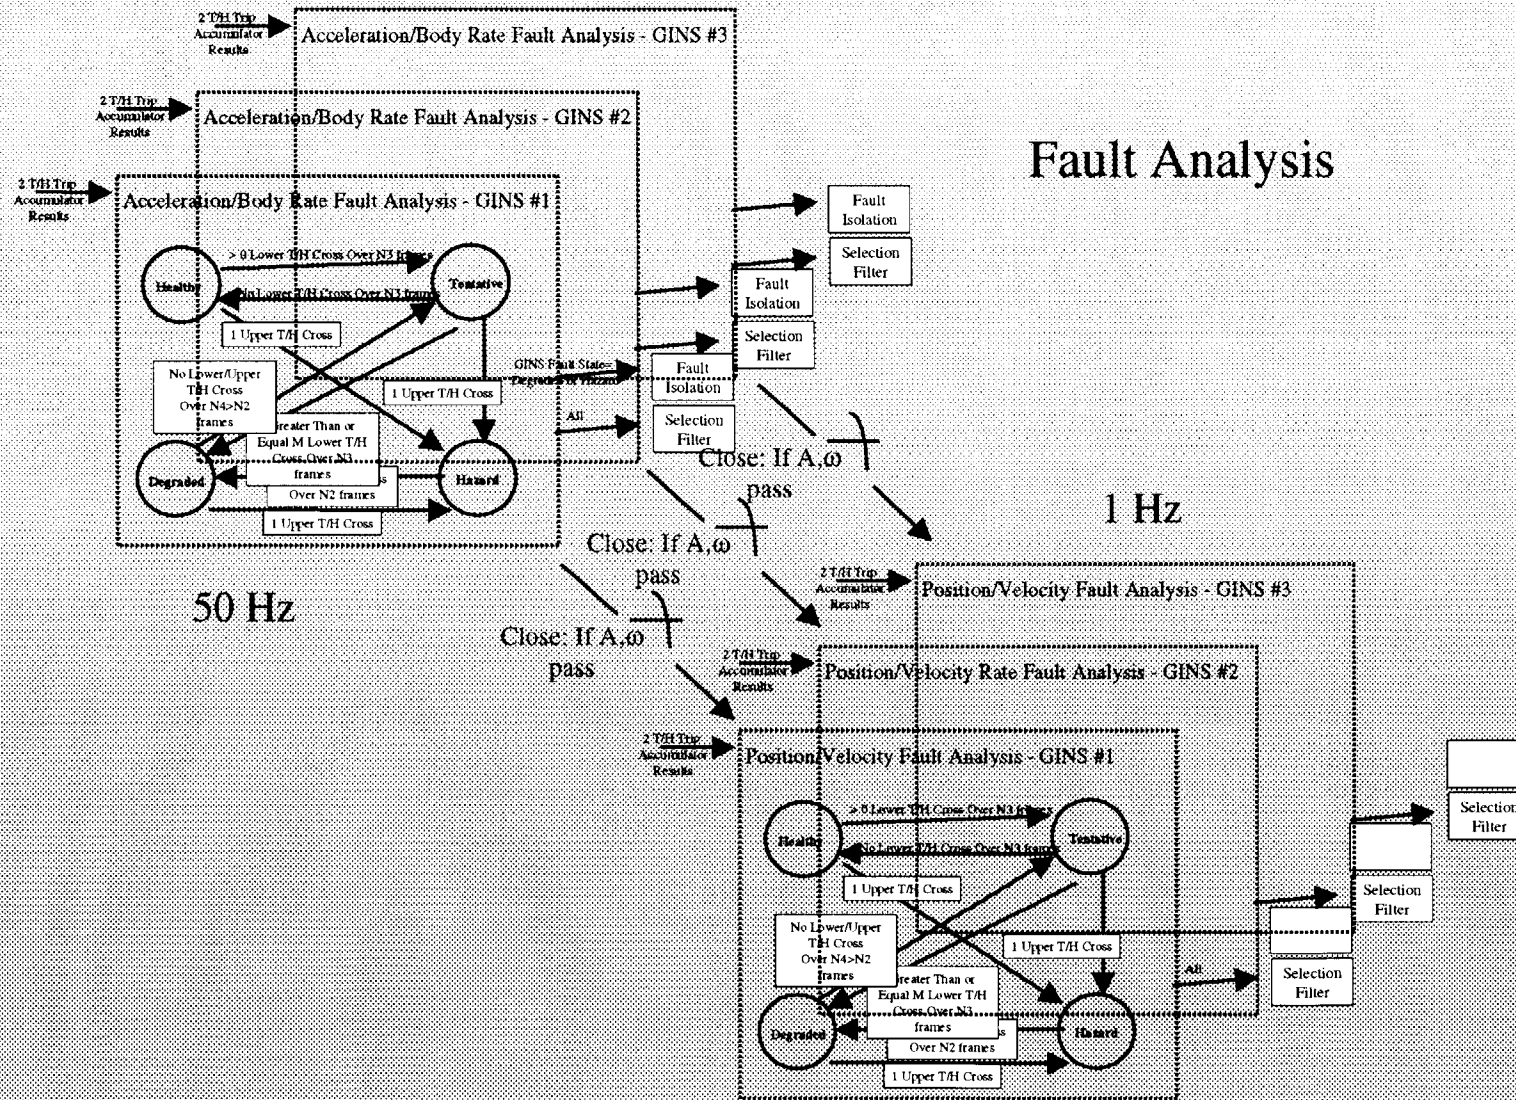 Fault Analysis
2 T/H Trip
Accumulator
Results
Acceleration/Body Rate Fault Analysis - GINS #3
2 T/H Trip
Accumulator
Results
Acceleration/Body Rate Fault Analysis - GINS #2
2 T/H Trip
Accumulator
Results
Acceleration/Body Rate Fault Analysis - GINS #1
> 0 Lower T/H Cross Over N3 frames
Healthy
Tentative
No Lower T/H Cross Over N3 frames
1 Upper T/H Cross
No Lower/Upper
T/H Cross
Over N4>N2
frames
1 Upper T/H Cross
Greater Than or
Equal M Lower T/H
Cross Over N3
frames
Degraded
Hazard
Over N2 frames
1 Upper T/H Cross
GINS Fault State=
Degraded or Hazard
All
Fault
Isolation
Selection
Filter
Fault
Isolation
Selection
Filter
Fault
Isolation
Selection
Filter
50 Hz
Close: If A,ω
pass
Close: If A,ω
pass
Close: If A,ω
pass
1 Hz
2 T/H Trip
Accumulator
Results
Position/Velocity Fault Analysis - GINS #3
2 T/H Trip
Accumulator
Results
Position/Velocity Rate Fault Analysis - GINS #2
2 T/H Trip
Accumulator
Results
Position/Velocity Fault Analysis - GINS #1
> 0 Lower T/H Cross Over N3 frames
Healthy
Tentative
No Lower T/H Cross Over N3 frames
1 Upper T/H Cross
No Lower/Upper
T/H Cross
Over N4>N2
frames
1 Upper T/H Cross
Greater Than or
Equal M Lower T/H
Cross Over N3
frames
Degraded
Hazard
Over N2 frames
1 Upper T/H Cross
All
Selection
Filter
Selection
Filter
Selection
Filter